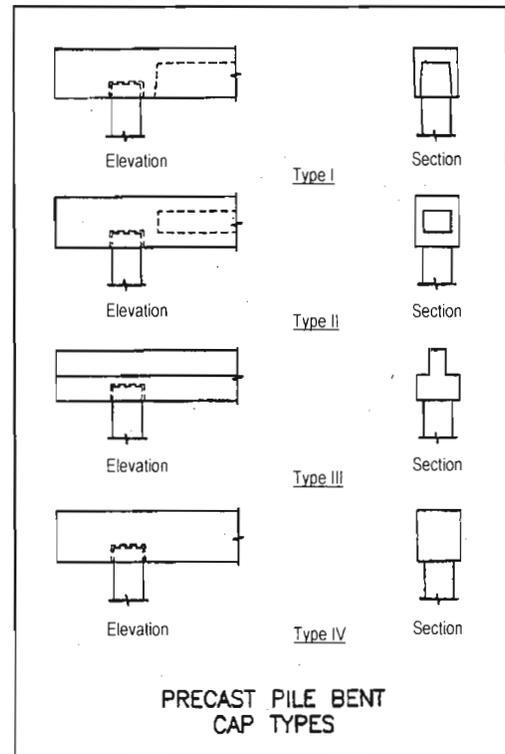 Elevation
Section
Type I
Elevation
Section
Type II
Elevation
Section
Type III
Elevation
Section
Type IV
PRECAST PILE BENT
CAP TYPES